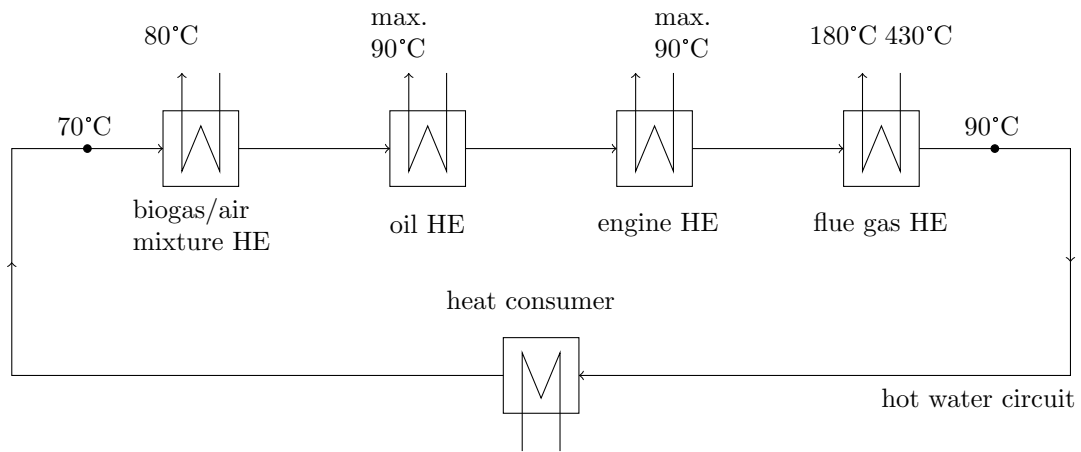 80°C
max.
90°C
max.
90°C
180°C 430°C
70°C
90°C
biogas/air
mixture HE
oil HE
engine HE
flue gas HE
heat consumer
hot water circuit